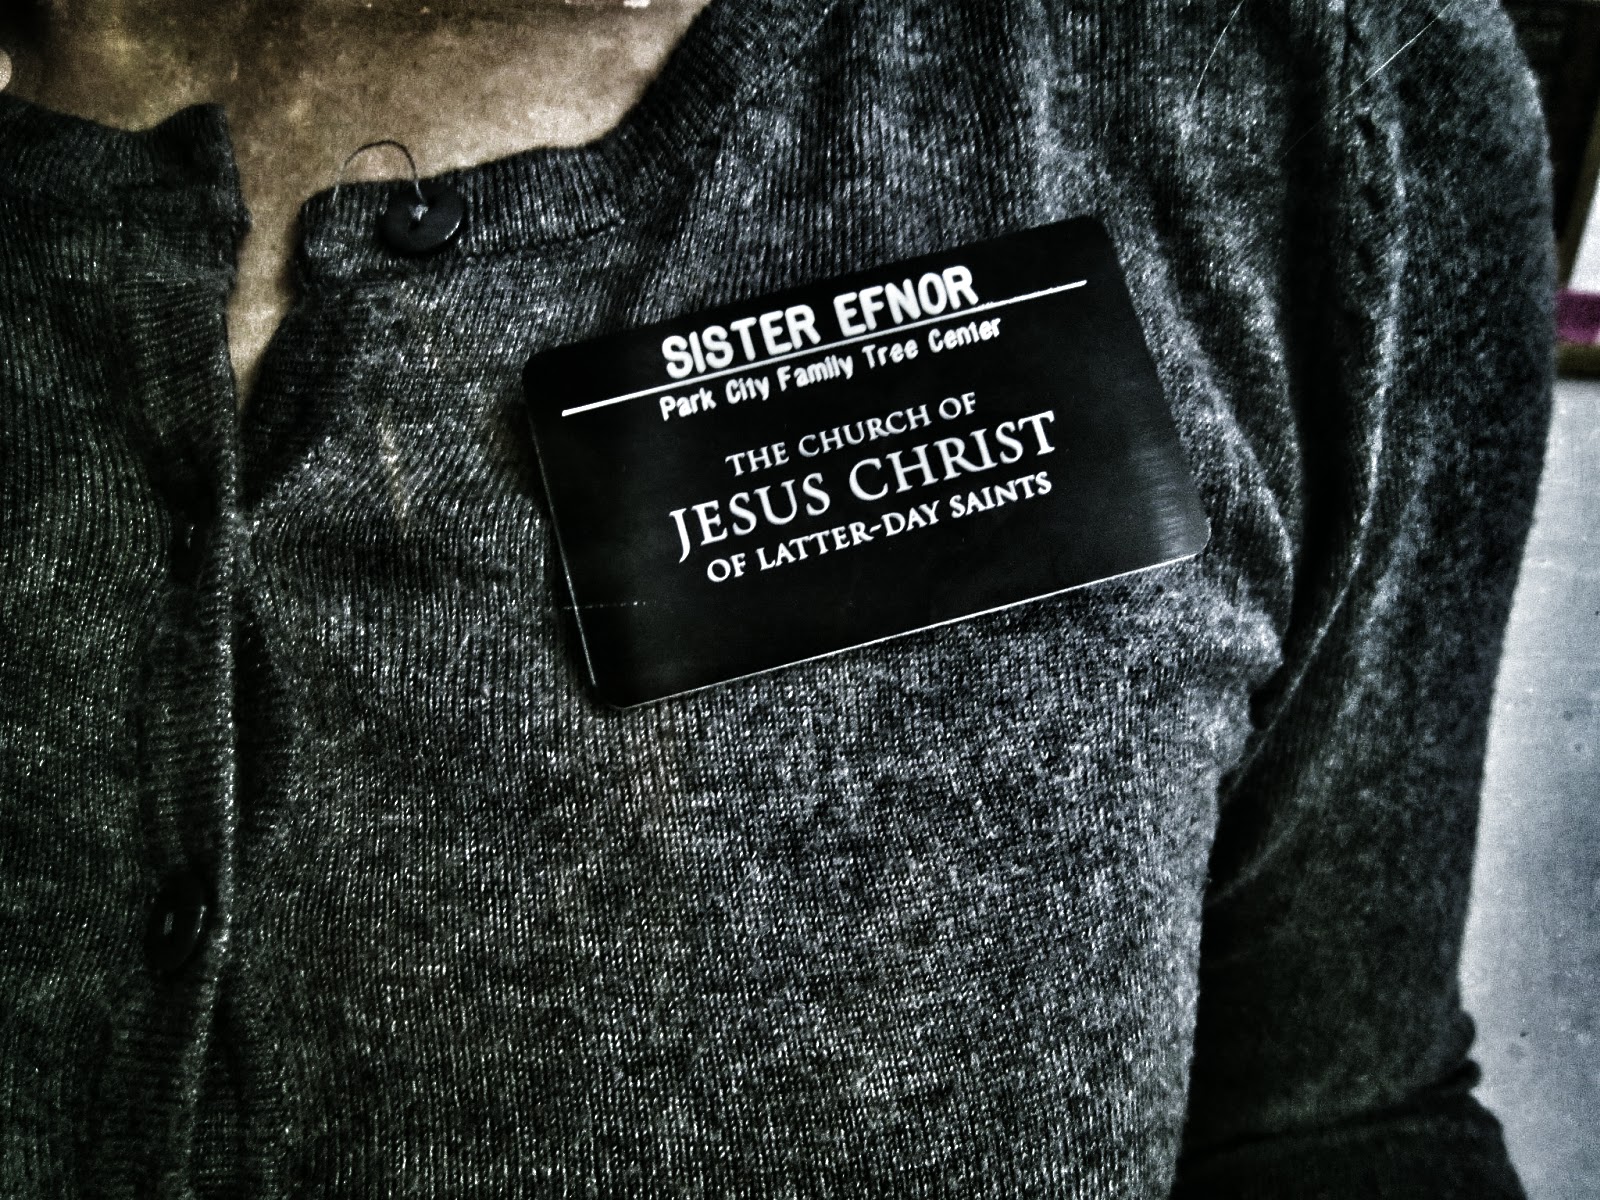 SISTER EFNOR
Park City Family Tree Center
THE CHURCH OF
JESUS CHRIST
OF LATTER-DAY SAINTS